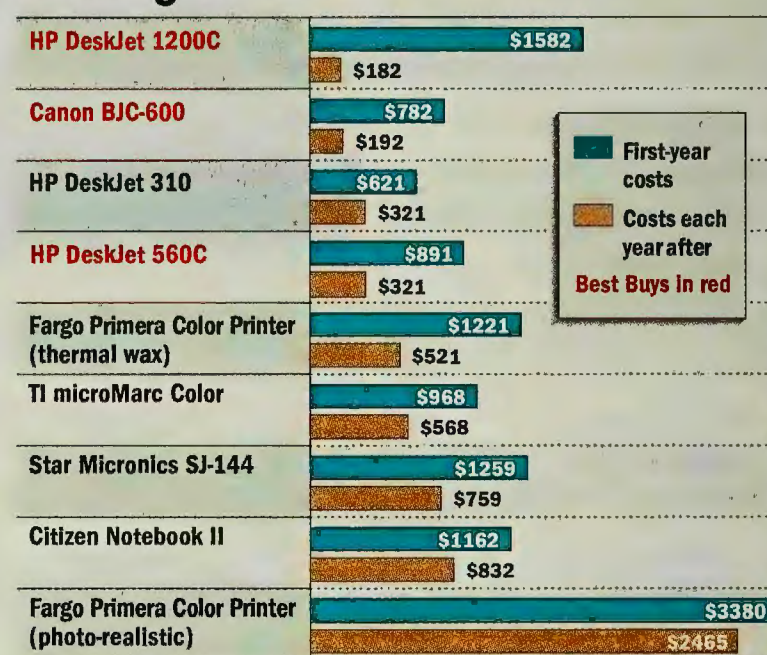 HP DeskJet 1200C
$1582
$182
Canon BJC-600
$782
$192
HP DeskJet 310
$621
$321
HP DeskJet 560C
$891
$321
Fargo Primera Color Printer
(thermal wax)
$1221
$521
TI microMarc Color
$968
$568
Star Micronics SJ-144
$1259
$759
Citizen Notebook II
$1162
$832
Fargo Primera Color Printer
(photo-realistic)
$3380
$2465
First-year
costs
Costs each
year after
Best Buys in red